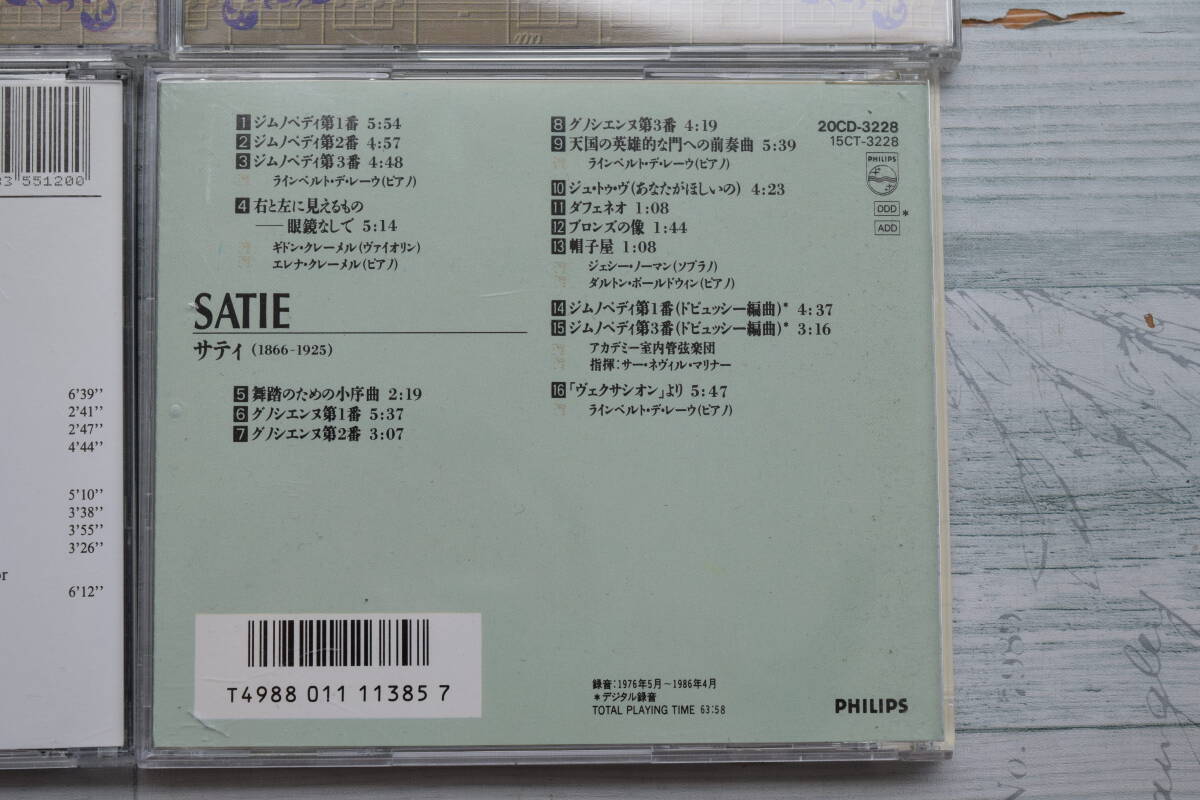 1 ジムノペディ第1番 5:54
2 ジムノペディ第2番 4:57
3 ジムノペディ第3番 4:48
ラインベルト・デ・レーウ(ピアノ)
4 右と左に見えるもの
——眼鏡なしで 5:14
ギドン・クレーメル(ヴァイオリン)
エレナ・クレーメル(ピアノ)
SATIE
サティ (1866-1925)
5 舞踏のための小序曲 2:19
6 グノシエンヌ第1番 5:37
7 グノシエンヌ第2番 3:07
8 グノシエンヌ第3番 4:19
9 天国の英雄的な門への前奏曲 5:39
ラインベルト・デ・レーウ(ピアノ)
10 ジュ・トゥ・ヴ(あなたがほしいの) 4:23
11 ダフェネオ 1:08
12 ブロンズの像 1:44
13 帽子屋 1:08
ジェシー・ノーマン(ソプラノ)
ダルトン・ボールドウィン(ピアノ)
14 ジムノペディ第1番(ドビュッシー編曲)* 4:37
15 ジムノペディ第3番(ドビュッシー編曲)* 3:16
アカデミー室内管弦楽団
指揮:サー・ネヴィル・マリナー
16 「ヴェクサシオン」より 5:47
ラインベルト・デ・レーウ(ピアノ)
20CD-3228
15CT-3228
PHILIPS
DDD *
ADD
T4988 011 11385 7
録音:1976年5月〜1986年4月
*デジタル録音
TOTAL PLAYING TIME 63:58
PHILIPS
3 551200
6'39''
2'41''
2'47''
4'44''
5'10''
3'38''
3'55''
3'26''
or
6'12''
No.